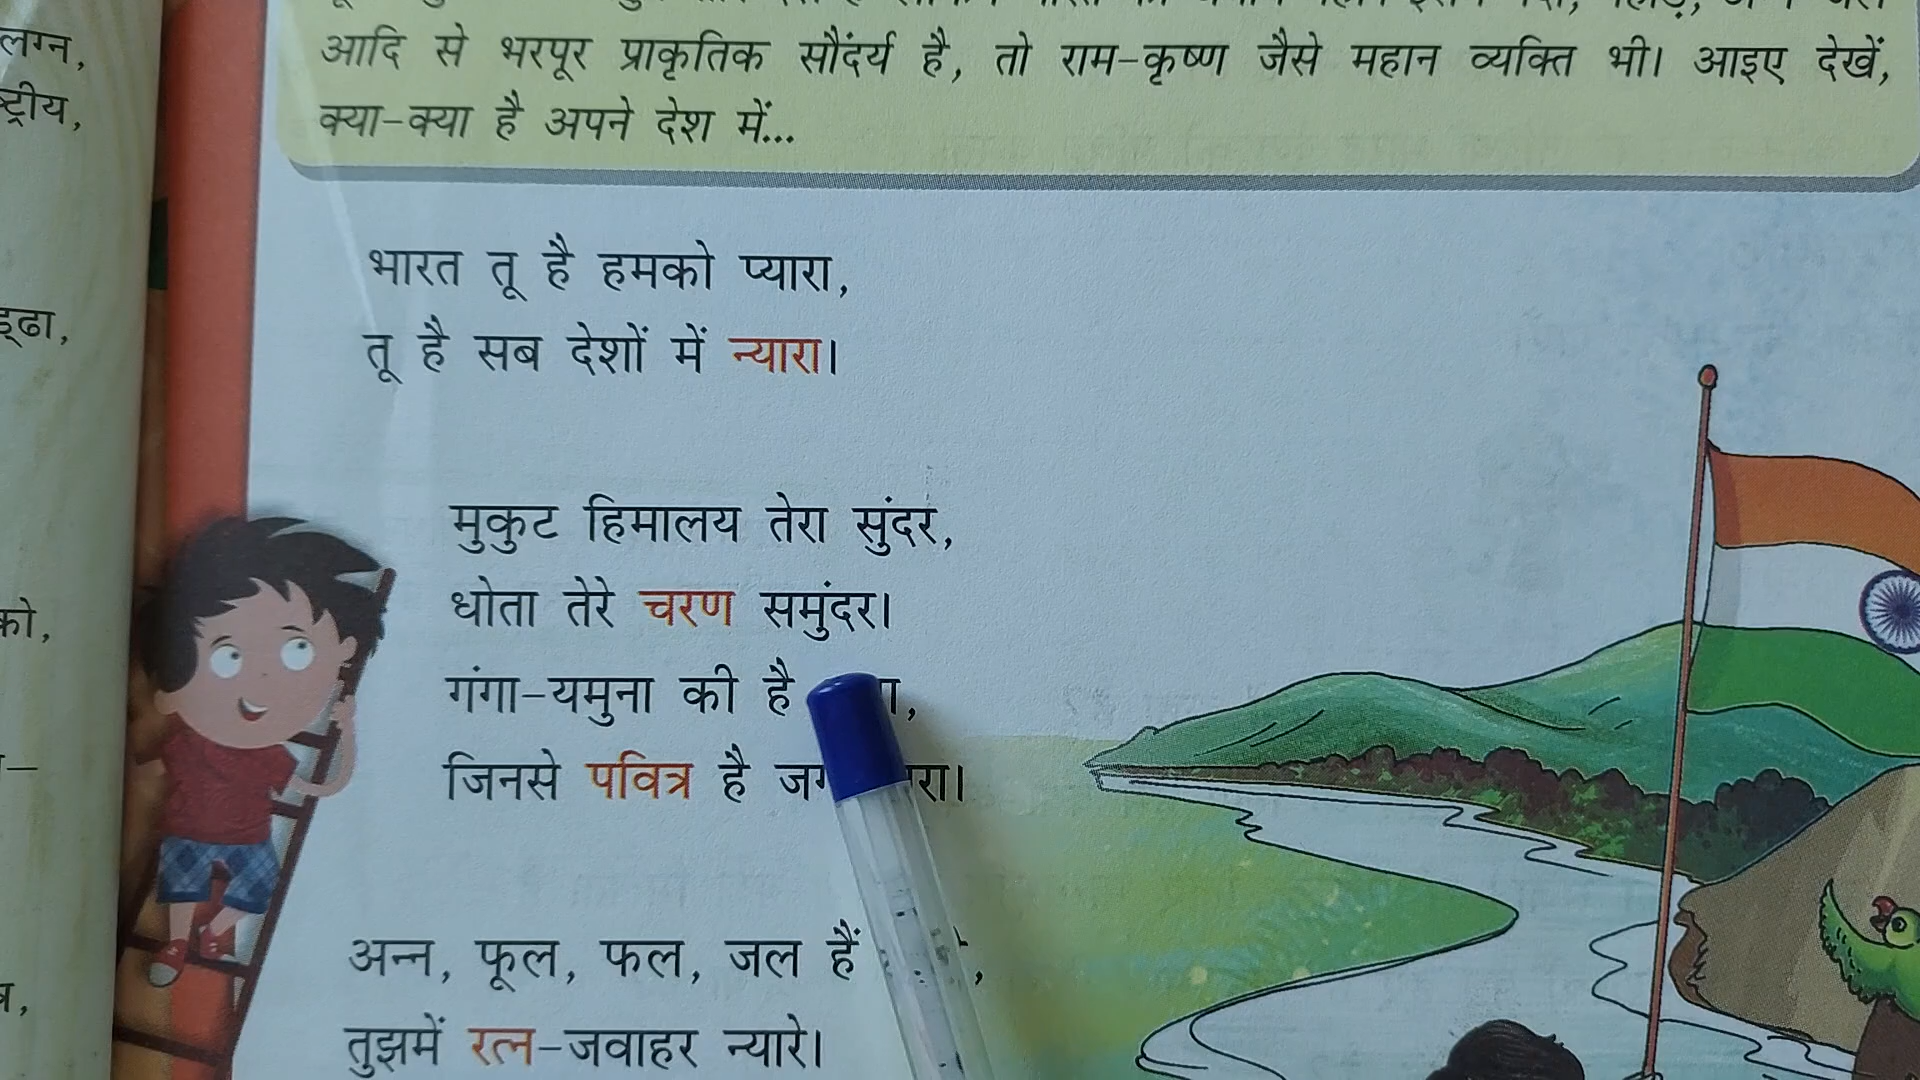 आदि से भरपूर प्राकृतिक सौंदर्य है, तो राम-कृष्ण जैसे महान व्यक्ति भी। आइए देखें,
क्या-क्या है अपने देश में...
भारत तू है हमको प्यारा,
तू है सब देशों में न्यारा।
मुकुट हिमालय तेरा सुंदर,
धोता तेरे चरण समुंदर।
गंगा-यमुना की है
जिनसे पवित्र है
अन्न, फूल, फल, जल हैं
तुझमें रत्न-जवाहर न्यारे।